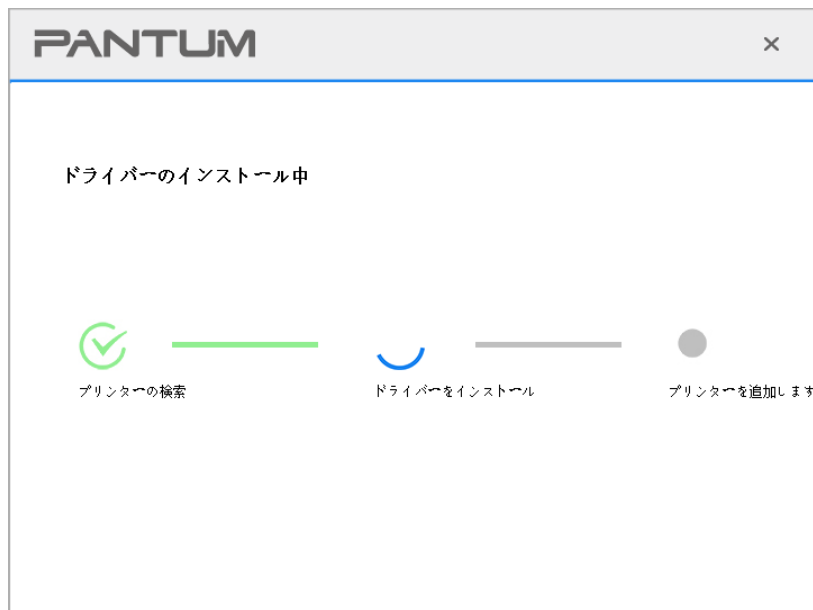 PANTUM
ドライバーのインストール中
プリンターの検索
ドライバーをインストール
プリンターを追加します